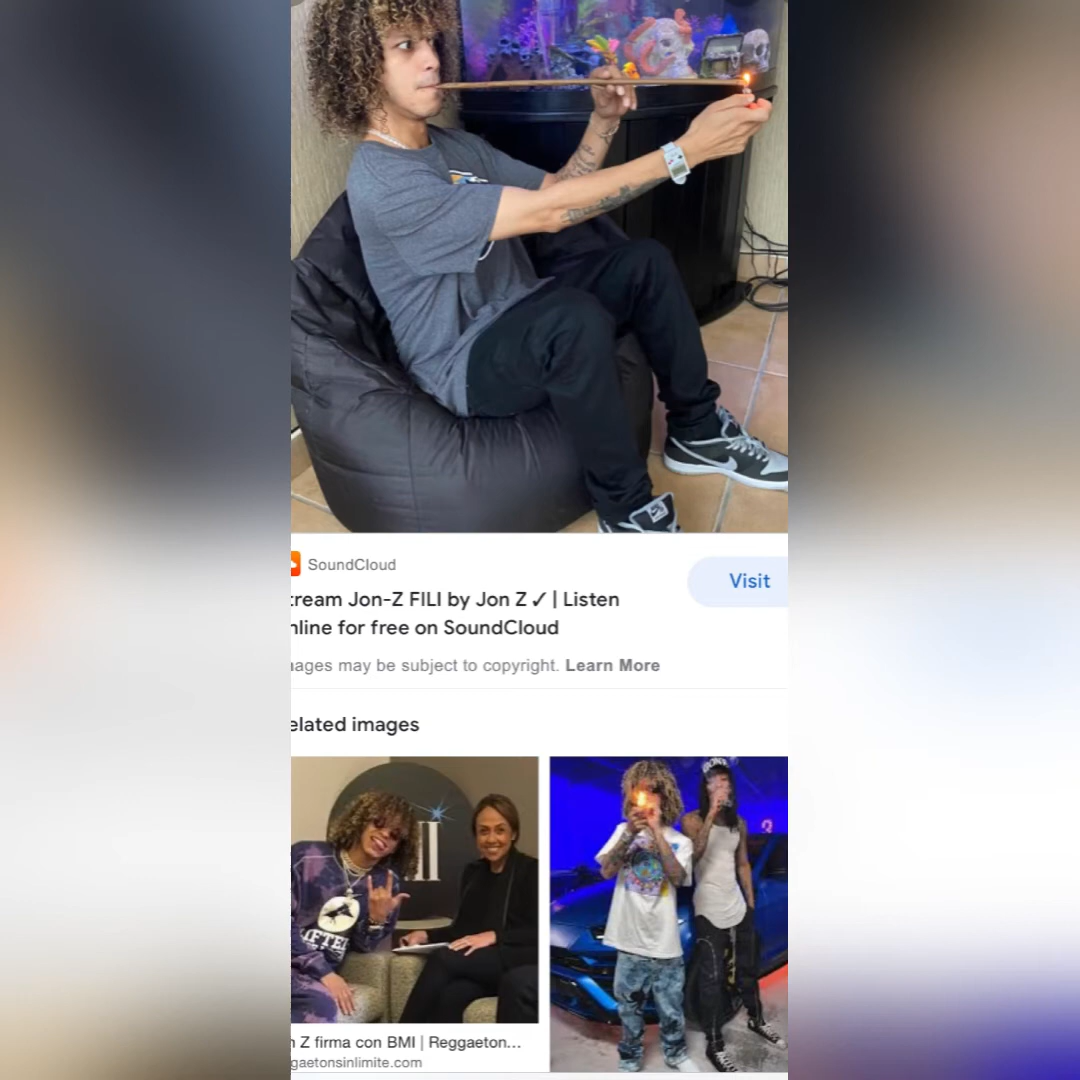 SoundCloud
Visit
tream Jon-Z FILI by Jon Z ✓ | Listen
nline for free on SoundCloud
ages may be subject to copyright. Learn More
elated images
IFTED
n Z firma con BMI | Reggaeton...
gaetonsinlimite.com